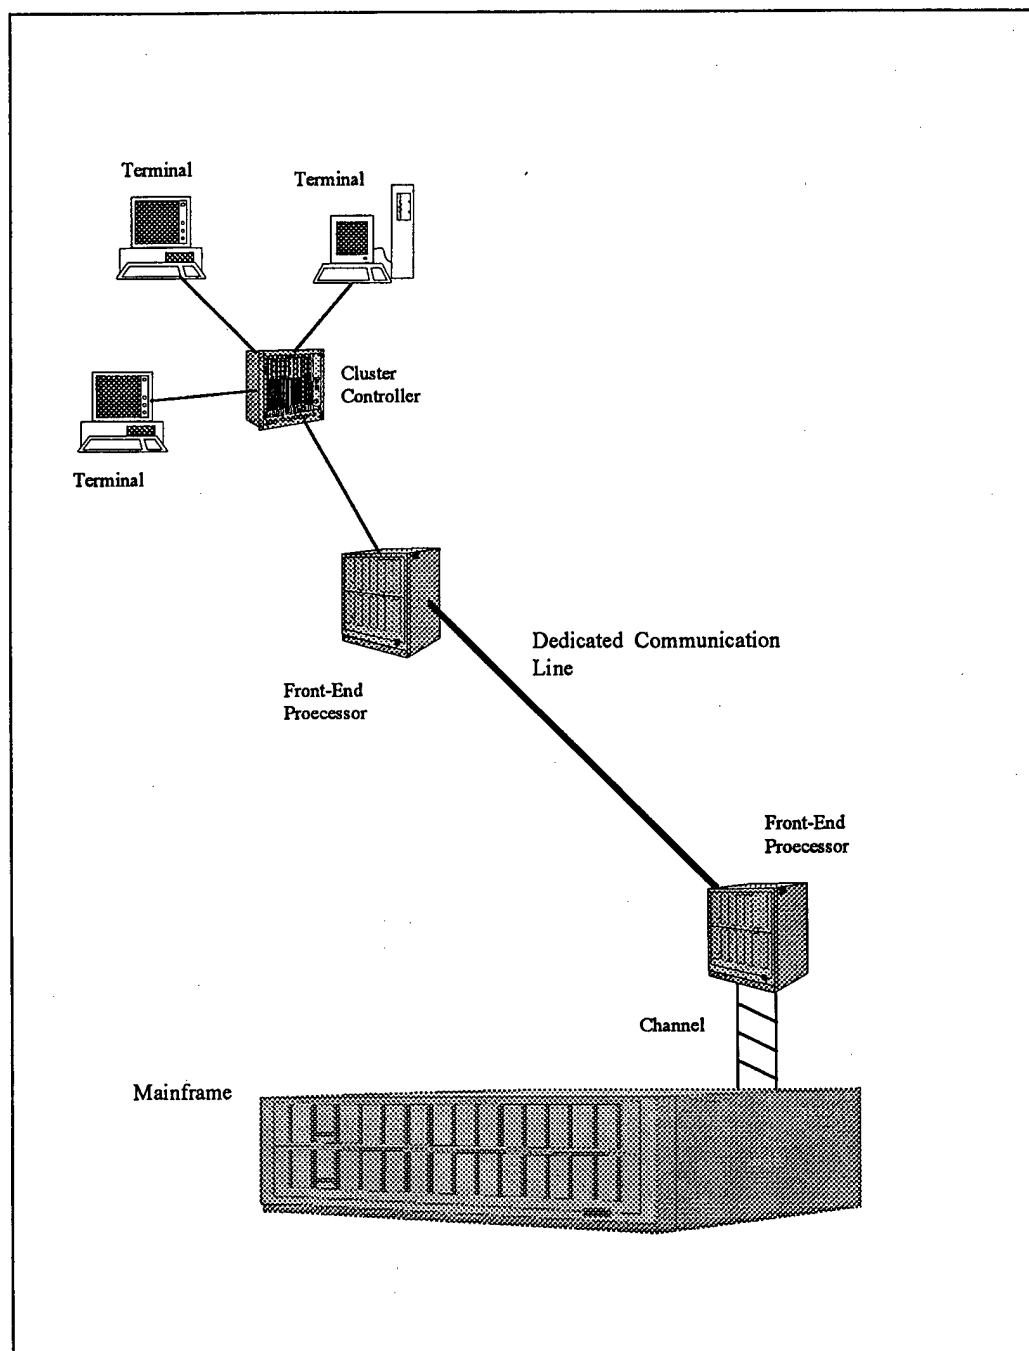 Terminal
Terminal
Cluster
Controller
Terminal
Dedicated Communication
Line
Front-End
Proecessor
Front-End
Proecessor
Channel
Mainframe